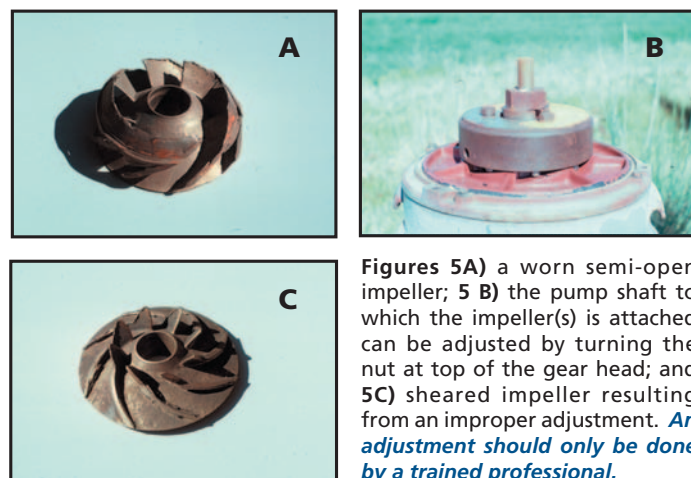 A
B
C
Figures 5A) a worn semi-open
impeller; 5 B) the pump shaft to
which the impeller(s) is attached
can be adjusted by turning the
nut at top of the gear head; and
5C) sheared impeller resulting
from an improper adjustment. An
adjustment should only be done
by a trained professional.